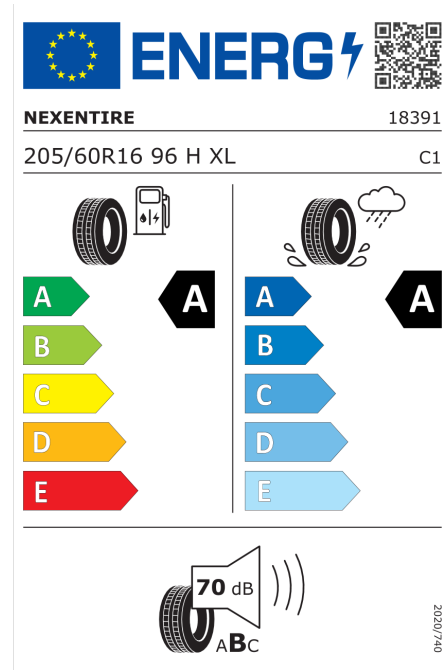 ENERG
NEXENTIRE 18391
205/60R16 96 H XL C1
A A A A
B B
C C
D D
E E
70 dB
ABC
2020/740